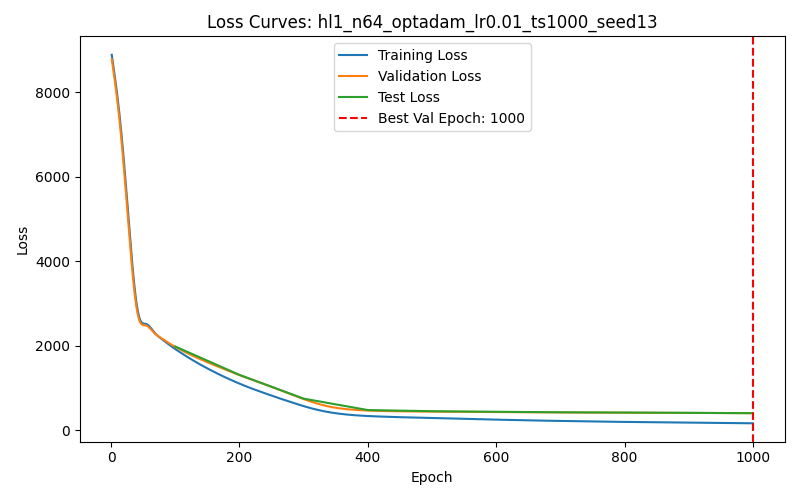 Loss Curves: hl1_n64_optadam_lr0.01_ts1000_seed13
Training Loss
Validation Loss
Test Loss
Best Val Epoch: 1000
Loss
8000
6000
4000
2000
0
0 200 400 600 800 1000
Epoch